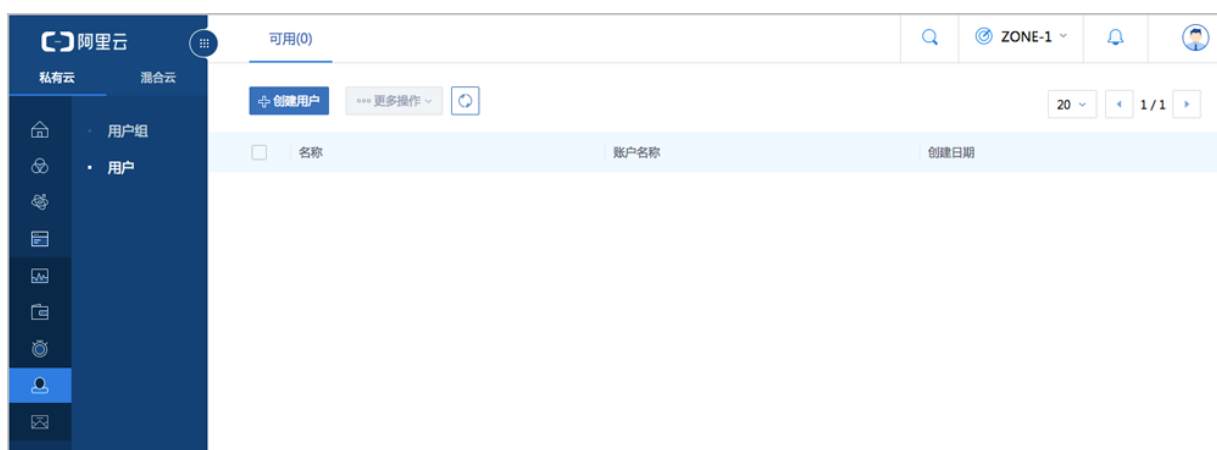 阿里云
可用(0)
ZONE-1
私有云 混合云
创建用户 更多操作
20 1 / 1
用户组
名称 账户名称 创建日期
用户